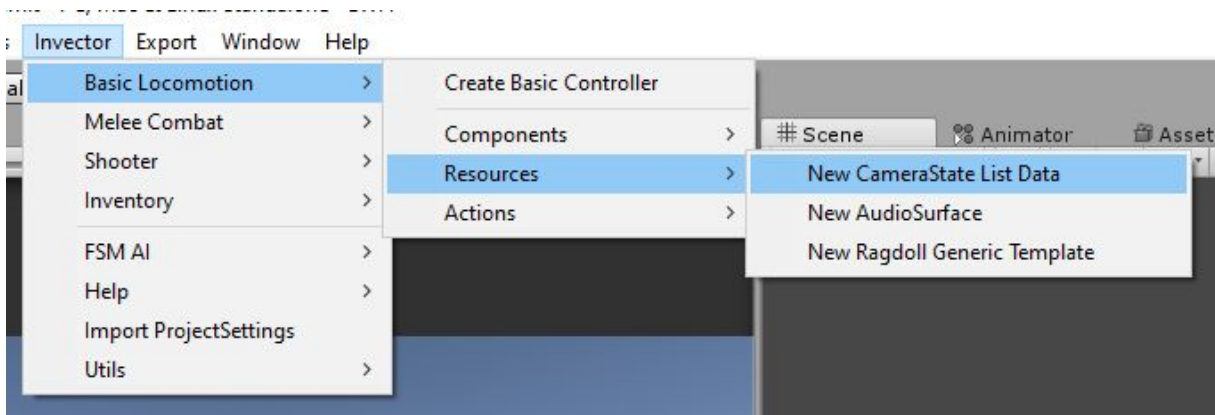 Invector Export Window Help
Basic Locomotion
Melee Combat
Shooter
Inventory
FSM AI
Help
Import ProjectSettings
Utils
Create Basic Controller
Components
Resources
Actions
Scene Animator Asset
New CameraState List Data
New AudioSurface
New Ragdoll Generic Template